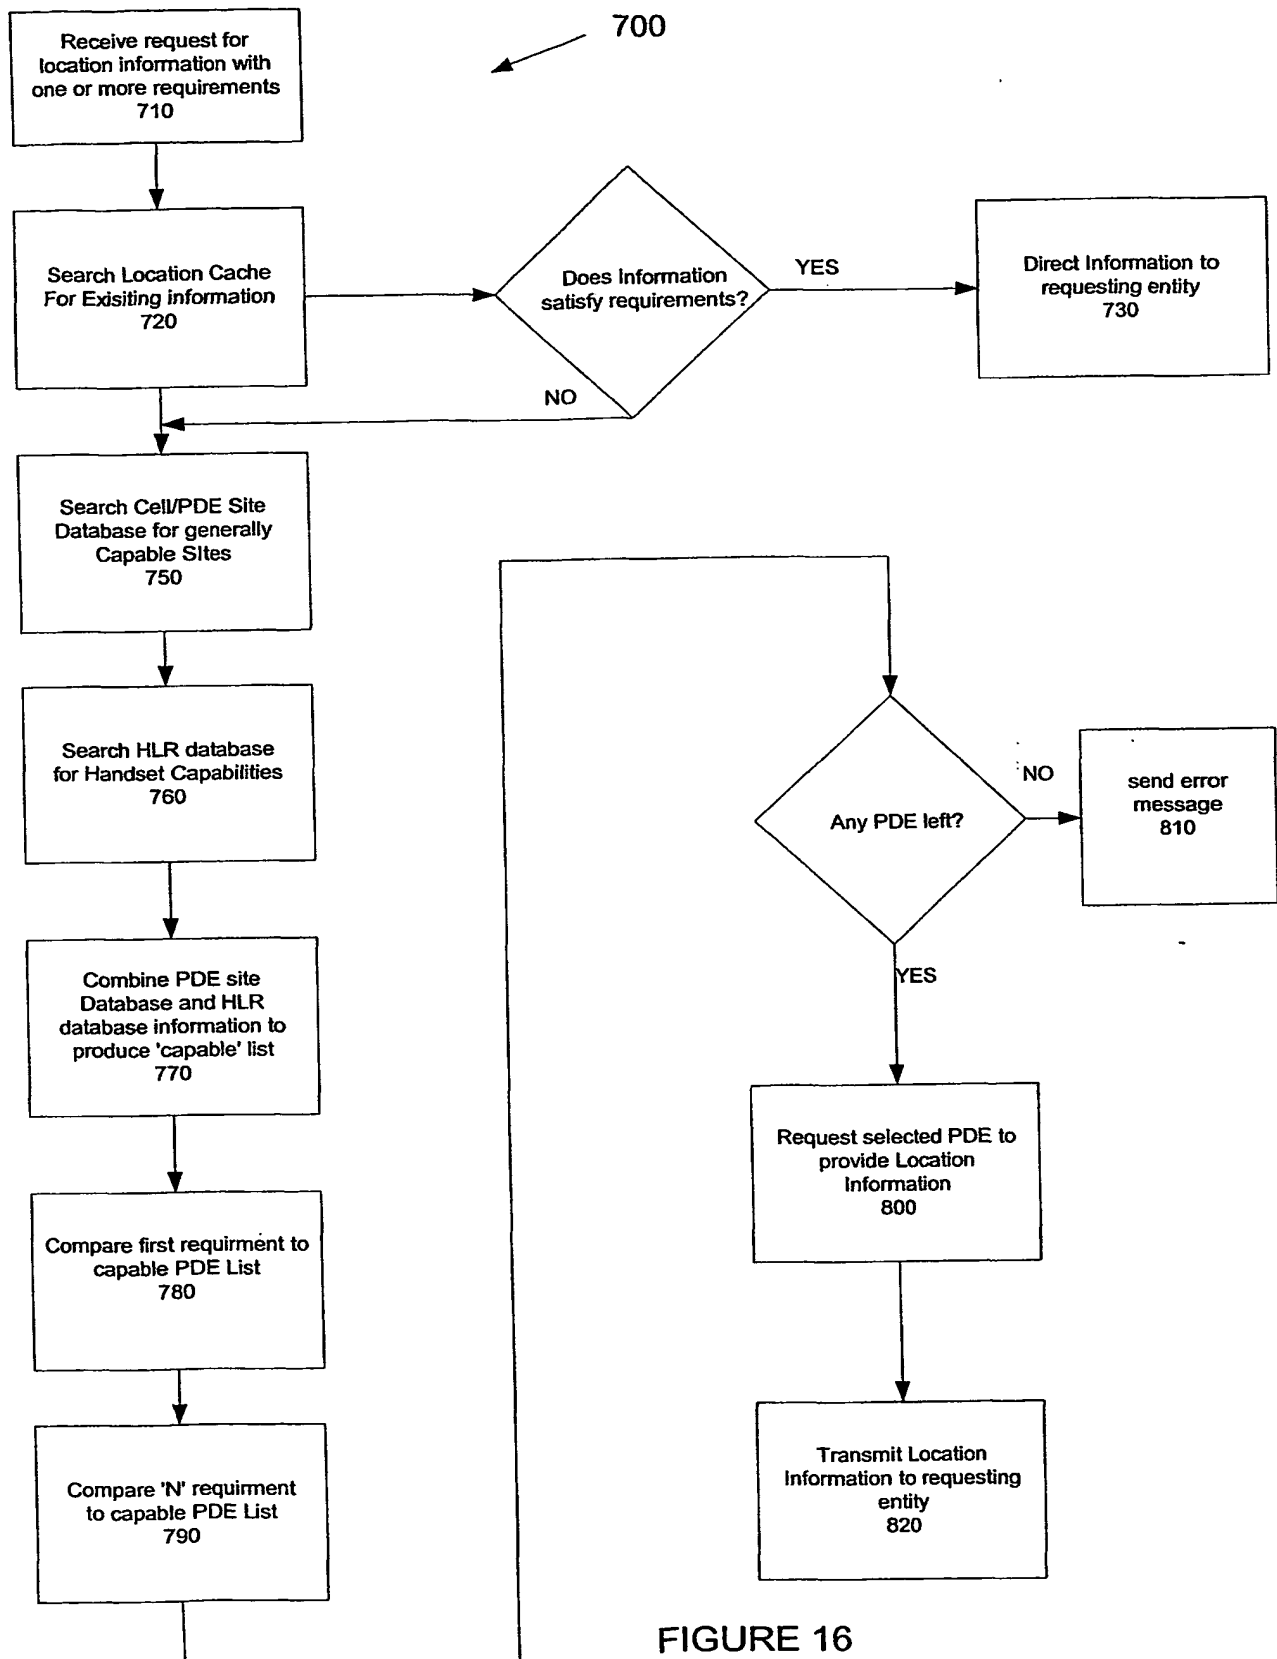 700
Receive request for
location information with
one or more requirements
710
Search Location Cache
For Exisiting information
720
Does Information
satisfy requirements?
YES
Direct Information to
requesting entity
730
NO
Search Cell/PDE Site
Database for generally
Capable SItes
750
Search HLR database
for Handset Capabilities
760
Combine PDE site
Database and HLR
database information to
produce 'capable' list
770
Compare first requirment to
capable PDE List
780
Compare 'N' requirment
to capable PDE List
790
Any PDE left?
NO
send error
message
810
YES
Request selected PDE to
provide Location
Information
800
Transmit Location
Information to requesting
entity
820
FIGURE 16